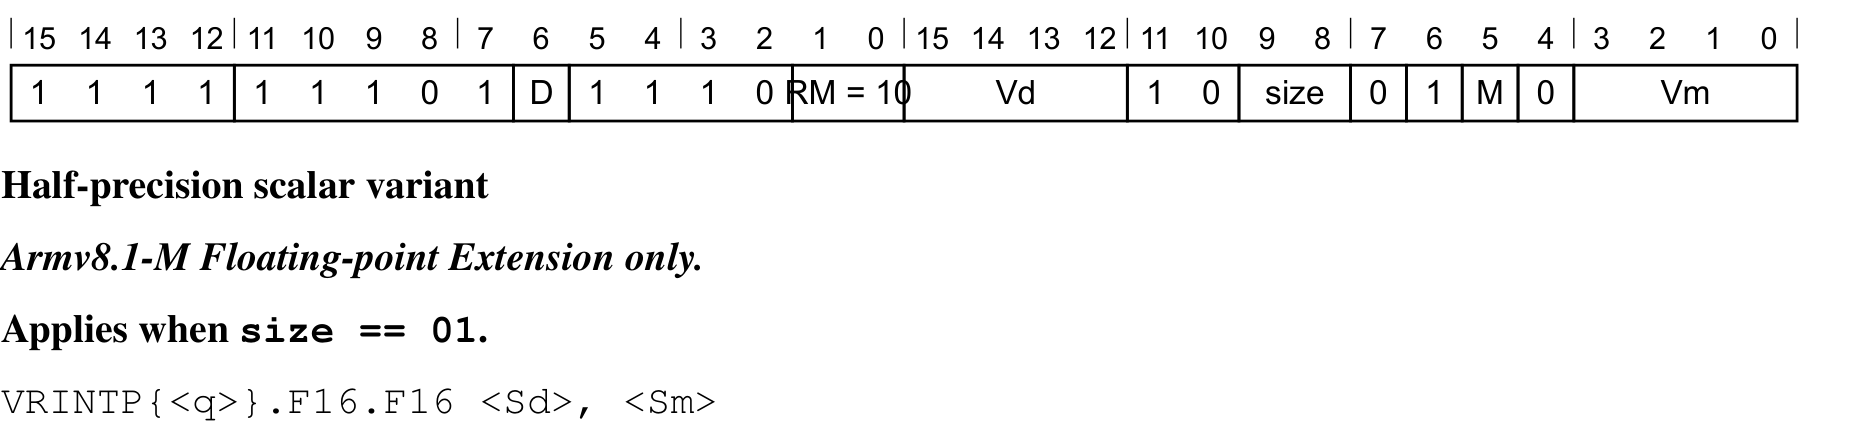 15 14 13 12 11 10 9 8 7 6 5 4 3 2 1 0 15 14 13 12 11 10 9 8 7 6 5 4 3 2 1 0
1 1 1 1 1 1 1 0 1 D 1 1 1 0 RM = 10 Vd 1 0 size 0 1 M 0 Vm
Half-precision scalar variant
Armv8.1-M Floating-point Extension only.
Applies when size == 01.
VRINTP{<q>}.F16.F16 <Sd>, <Sm>